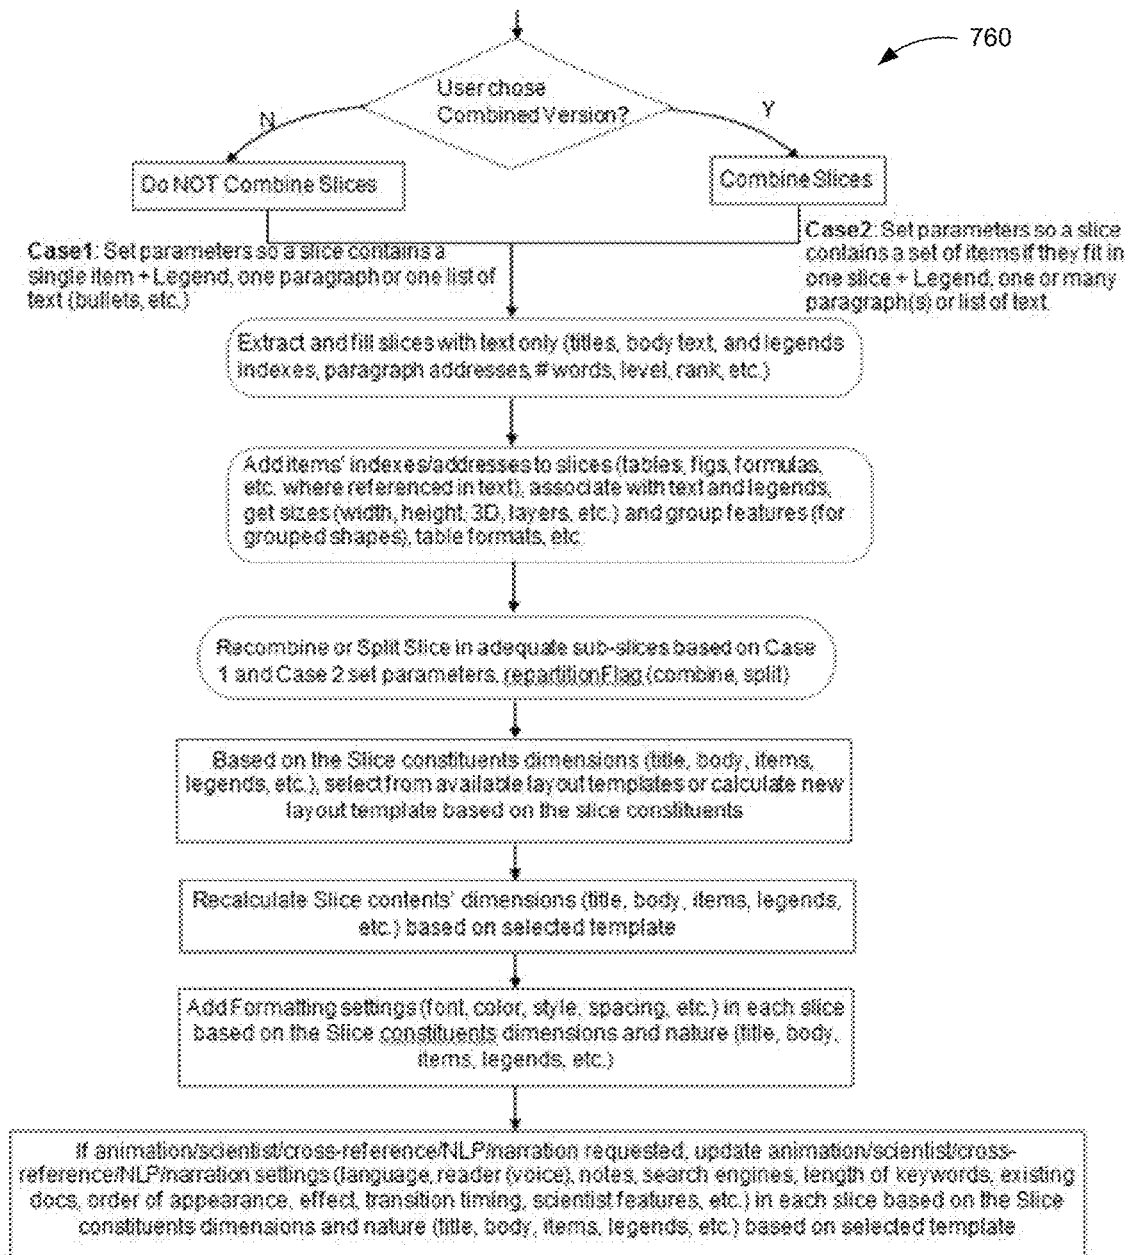 760
User chose
Combined Version?
N
Y
Do NOT Combine Slices
Combine Slices
Case1: Set parameters so a slice contains a
single item + Legend, one paragraph or one list of
text (bullets, etc.)
Case2: Set parameters so a slice
contains a set of items if they fit in
one slice + Legend, one or many
paragraph(s) or list of text.
Extract and fill slices with text only (titles, body text, and legends
indexes, paragraph addresses, # words, level, rank, etc.)
Add items' indexes/addresses to slices (tables, figs, formulas,
etc. where referenced in text), associate with text and legends,
get sizes (width, height, 3D, layers, etc.) and group features (for
grouped shapes), table formats, etc.
Recombine or Split Slice in adequate sub-slices based on Case
1 and Case 2 set parameters, repartitionFlag (combine, split)
Based on the Slice constituents dimensions (title, body, items,
legends, etc.), select from available layout templates or calculate new
layout template based on the slice constituents
Recalculate Slice contents' dimensions (title, body, items, legends,
etc.) based on selected template
Add Formatting settings (font, color, style, spacing, etc.) in each slice
based on the Slice constituents dimensions and nature (title, body,
items, legends, etc.)
If animation/scientist/cross-reference/NLP/narration requested, update animation/scientist/cross-
reference/NLP/narration settings (language, reader (voice), notes, search engines, length of keywords, existing
docs, order of appearance, effect, transition timing, scientist features, etc.) in each slice based on the Slice
constituents dimensions and nature (title, body, items, legends, etc.) based on selected template